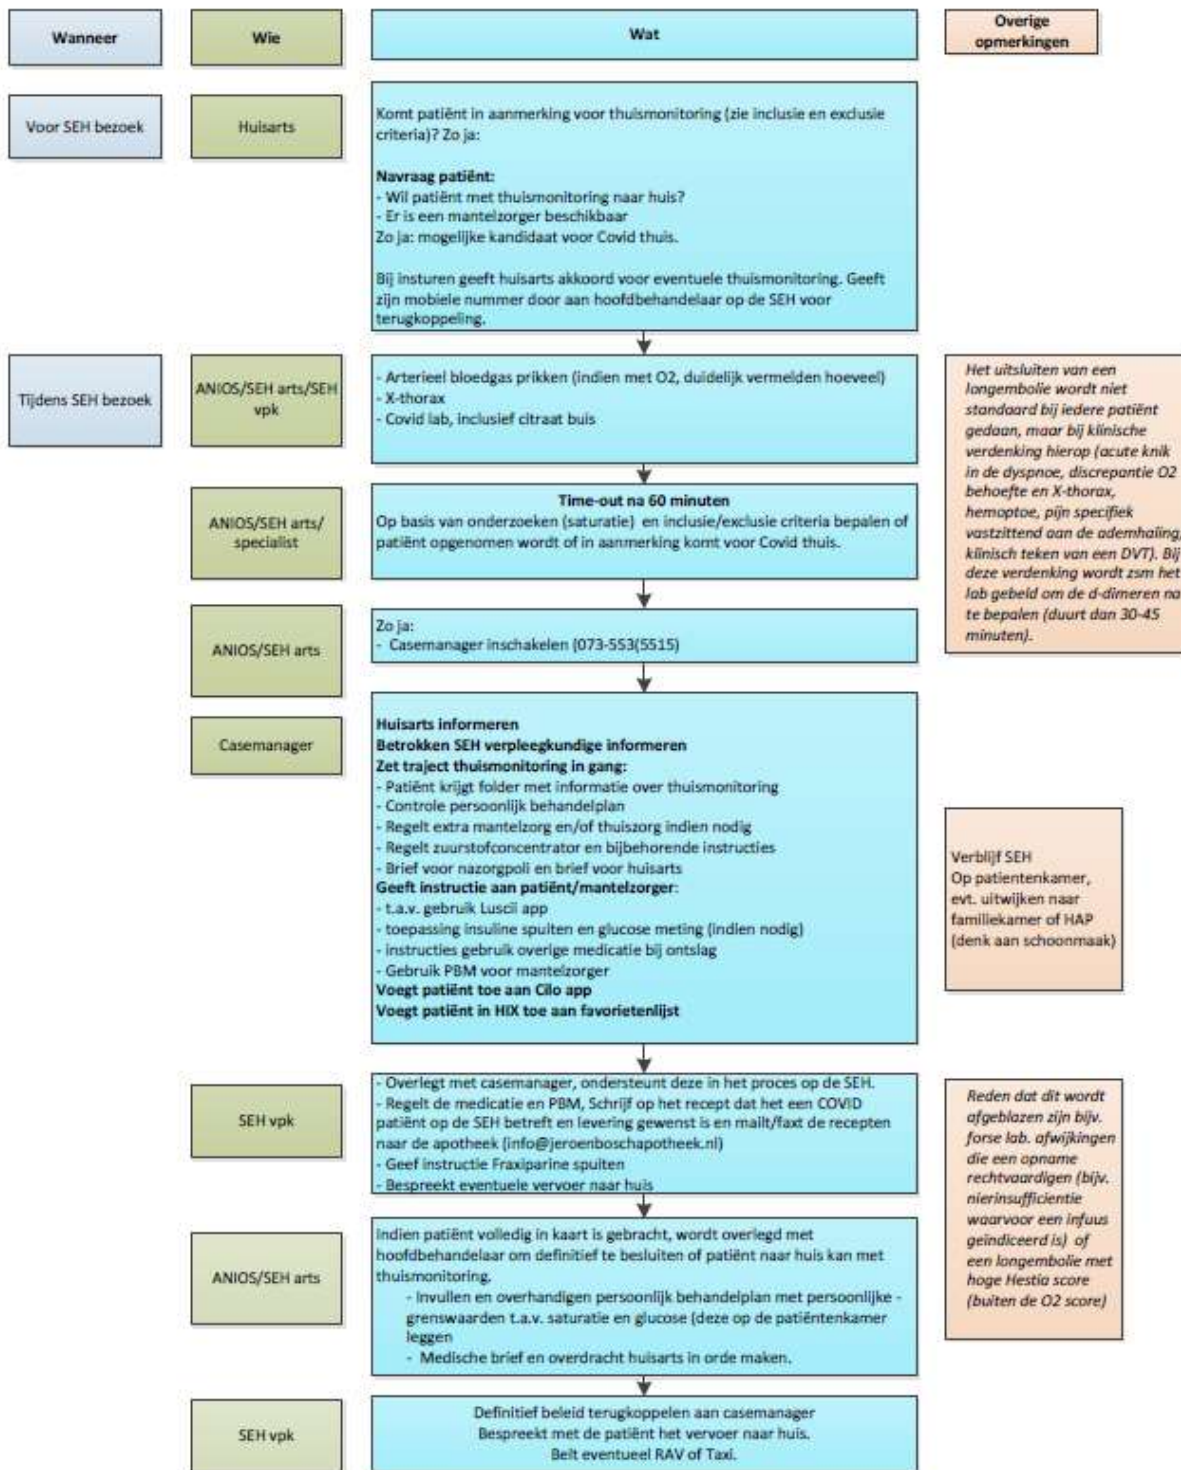 Wanneer
Wie
Wat
Overige
opmerkingen
Voor SEH bezoek
Huisarts
Komt patiënt in aanmerking voor thuismonitoring (zie inclusie en exclusie
criteria)? Zo ja:
Navraag patiënt:
- Wil patiënt met thuismonitoring naar huis?
- Er is een mantelzorger beschikbaar
Zo ja: mogelijke kandidaat voor Covid thuis.
Bij insturen geeft huisarts akkoord voor eventuele thuismonitoring. Geeft
zijn mobiele nummer door aan hoofdbehandelaar op de SEH voor
terugkoppeling.
Tijdens SEH bezoek
ANIOS/SEH arts/SEH
vpk
- Arterieel bloedgas prikken (indien met O2, duidelijk vermelden hoeveel)
- X-thorax
- Covid lab, inclusief citraat buis
Het uitsluiten van een
longembolie wordt niet
standaard bij iedere patiënt
gedaan, maar bij klinische
verdenking hierop (acute knik
in de dyspnoe, discrepantie O2
behoefte en X-thorax,
hemoptoe, pijn specifiek
vastzittend aan de ademhaling,
klinisch teken van een DVT). Bij
deze verdenking wordt zsm het
lab gebeld om de d-dimeren na
te bepalen (duurt dan 30-45
minuten).
ANIOS/SEH arts/
specialist
Time-out na 60 minuten
Op basis van onderzoeken (saturatie) en inclusie/exclusie criteria bepalen of
patiënt opgenomen wordt of in aanmerking komt voor Covid thuis.
ANIOS/SEH arts
Zo ja:
- Casemanager inschakelen (073-553(5515)
Casemanager
Huisarts informeren
Betrokken SEH verpleegkundige informeren
Zet traject thuismonitoring in gang:
- Patiënt krijgt folder met informatie over thuismonitoring
- Controle persoonlijk behandelplan
- Regelt extra mantelzorg en/of thuiszorg indien nodig
- Regelt zuurstofconcentrator en bijbehorende instructies
- Brief voor nazorgpoli en brief voor huisarts
Geeft instructie aan patiënt/mantelzorger:
- t.a.v. gebruik Luscii app
- toepassing insuline spuiten en glucose meting (indien nodig)
- instructies gebruik overige medicatie bij ontslag
- Gebruik PBM voor mantelzorger
Voegt patiënt toe aan Cilo app
Voegt patiënt in HIX toe aan favorietenlijst
Verblijf SEH
Op patientenkamer,
evt. uitwijken naar
familiekamer of HAP
(denk aan schoonmaak)
SEH vpk
- Overlegt met casemanager, ondersteunt deze in het proces op de SEH.
- Regelt de medicatie en PBM, Schrijf op het recept dat het een COVID
patiënt op de SEH betreft en levering gewenst is en mailt/faxt de recepten
naar de apotheek (info@jeroenboschapotheek.nl)
- Geef instructie Fraxiparine spuiten
- Bespreekt eventuele vervoer naar huis
Reden dat dit wordt
afgeblazen zijn bijv.
forse lab. afwijkingen
die een opname
rechtvaardigen (bijv.
nierinsufficientie
waarvoor een infuus
geïndiceerd is) of
een longembolie met
hoge Hestia score
(buiten de O2 score)
ANIOS/SEH arts
Indien patiënt volledig in kaart is gebracht, wordt overlegd met
hoofdbehandelaar om definitief te besluiten of patiënt naar huis kan met
thuismonitoring.
- Invullen en overhandigen persoonlijk behandelplan met persoonlijke -
grenswaarden t.a.v. saturatie en glucose (deze op de patiëntenkamer
leggen
- Medische brief en overdracht huisarts in orde maken.
SEH vpk
Definitief beleid terugkoppelen aan casemanager
Bespreekt met de patiënt het vervoer naar huis.
Belt eventueel RAV of Taxi.